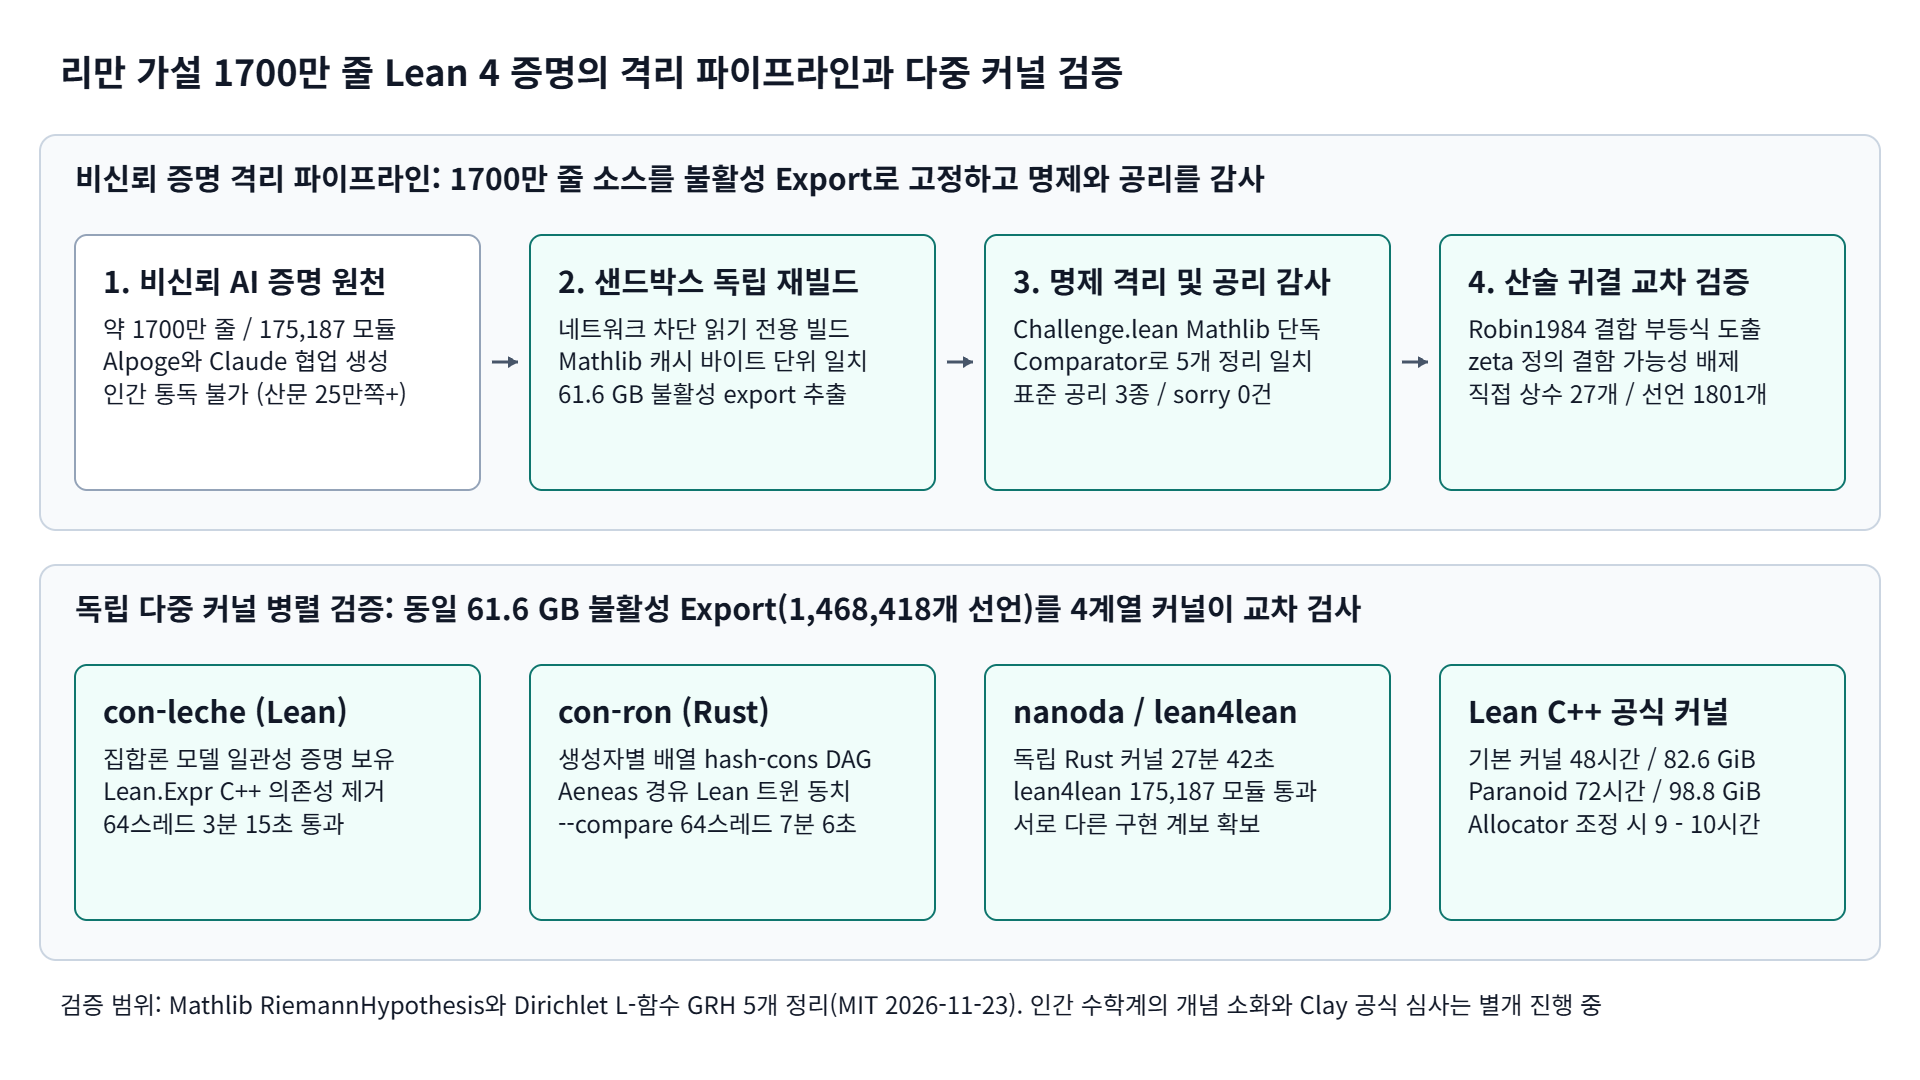 리만 가설 1700만 줄 Lean 4 증명의 격리 파이프라인과 다중 커널 검증
비신뢰 증명 격리 파이프라인: 1700만 줄 소스를 불활성 Export로 고정하고 명제와 공리를 감사
1. 비신뢰 AI 증명 원천
약 1700만 줄 / 175,187 모듈
Alpoge와 Claude 협업 생성
인간 통독 불가 (산문 25만쪽+)
2. 샌드박스 독립 재빌드
네트워크 차단 읽기 전용 빌드
Mathlib 캐시 바이트 단위 일치
61.6 GB 불활성 export 추출
3. 명제 격리 및 공리 감사
Challenge.lean Mathlib 단독
Comparator로 5개 정리 일치
표준 공리 3종 / sorry 0건
4. 산술 귀결 교차 검증
Robin1984 결합 부등식 도출
zeta 정의 결함 가능성 배제
직접 상수 27개 / 선언 1801개
독립 다중 커널 병렬 검증: 동일 61.6 GB 불활성 Export(1,468,418개 선언)를 4계열 커널이 교차 검사
con-leche (Lean)
집합론 모델 일관성 증명 보유
Lean.Expr C++ 의존성 제거
64스레드 3분 15초 통과
con-ron (Rust)
생성자별 배열 hash-cons DAG
Aeneas 경유 Lean 트윈 동치
--compare 64스레드 7분 6초
nanoda / lean4lean
독립 Rust 커널 27분 42초
lean4lean 175,187 모듈 통과
서로 다른 구현 계보 확보
Lean C++ 공식 커널
기본 커널 48시간 / 82.6 GiB
Paranoid 72시간 / 98.8 GiB
Allocator 조정 시 9 - 10시간
검증 범위: Mathlib RiemannHypothesis와 Dirichlet L-함수 GRH 5개 정리(MIT 2026-11-23). 인간 수학계의 개념 소화와 Clay 공식 심사는 별개 진행 중